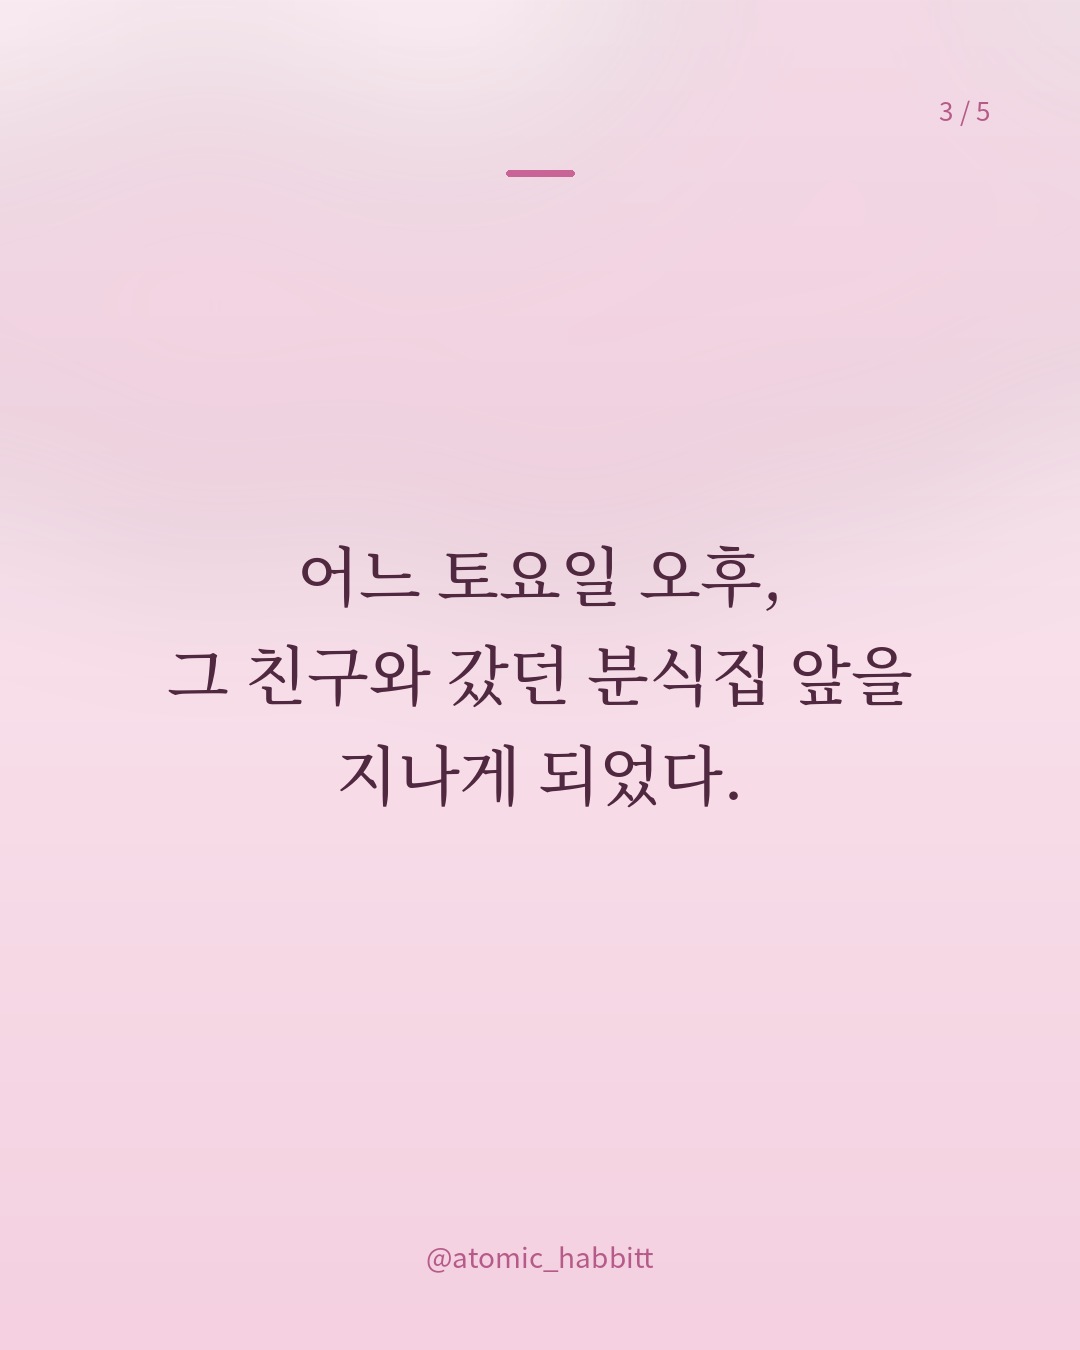 3 / 5
어느 토요일 오후,
그 친구와 갔던 분식집 앞을
지나게 되었다.
@atomic_habbitt